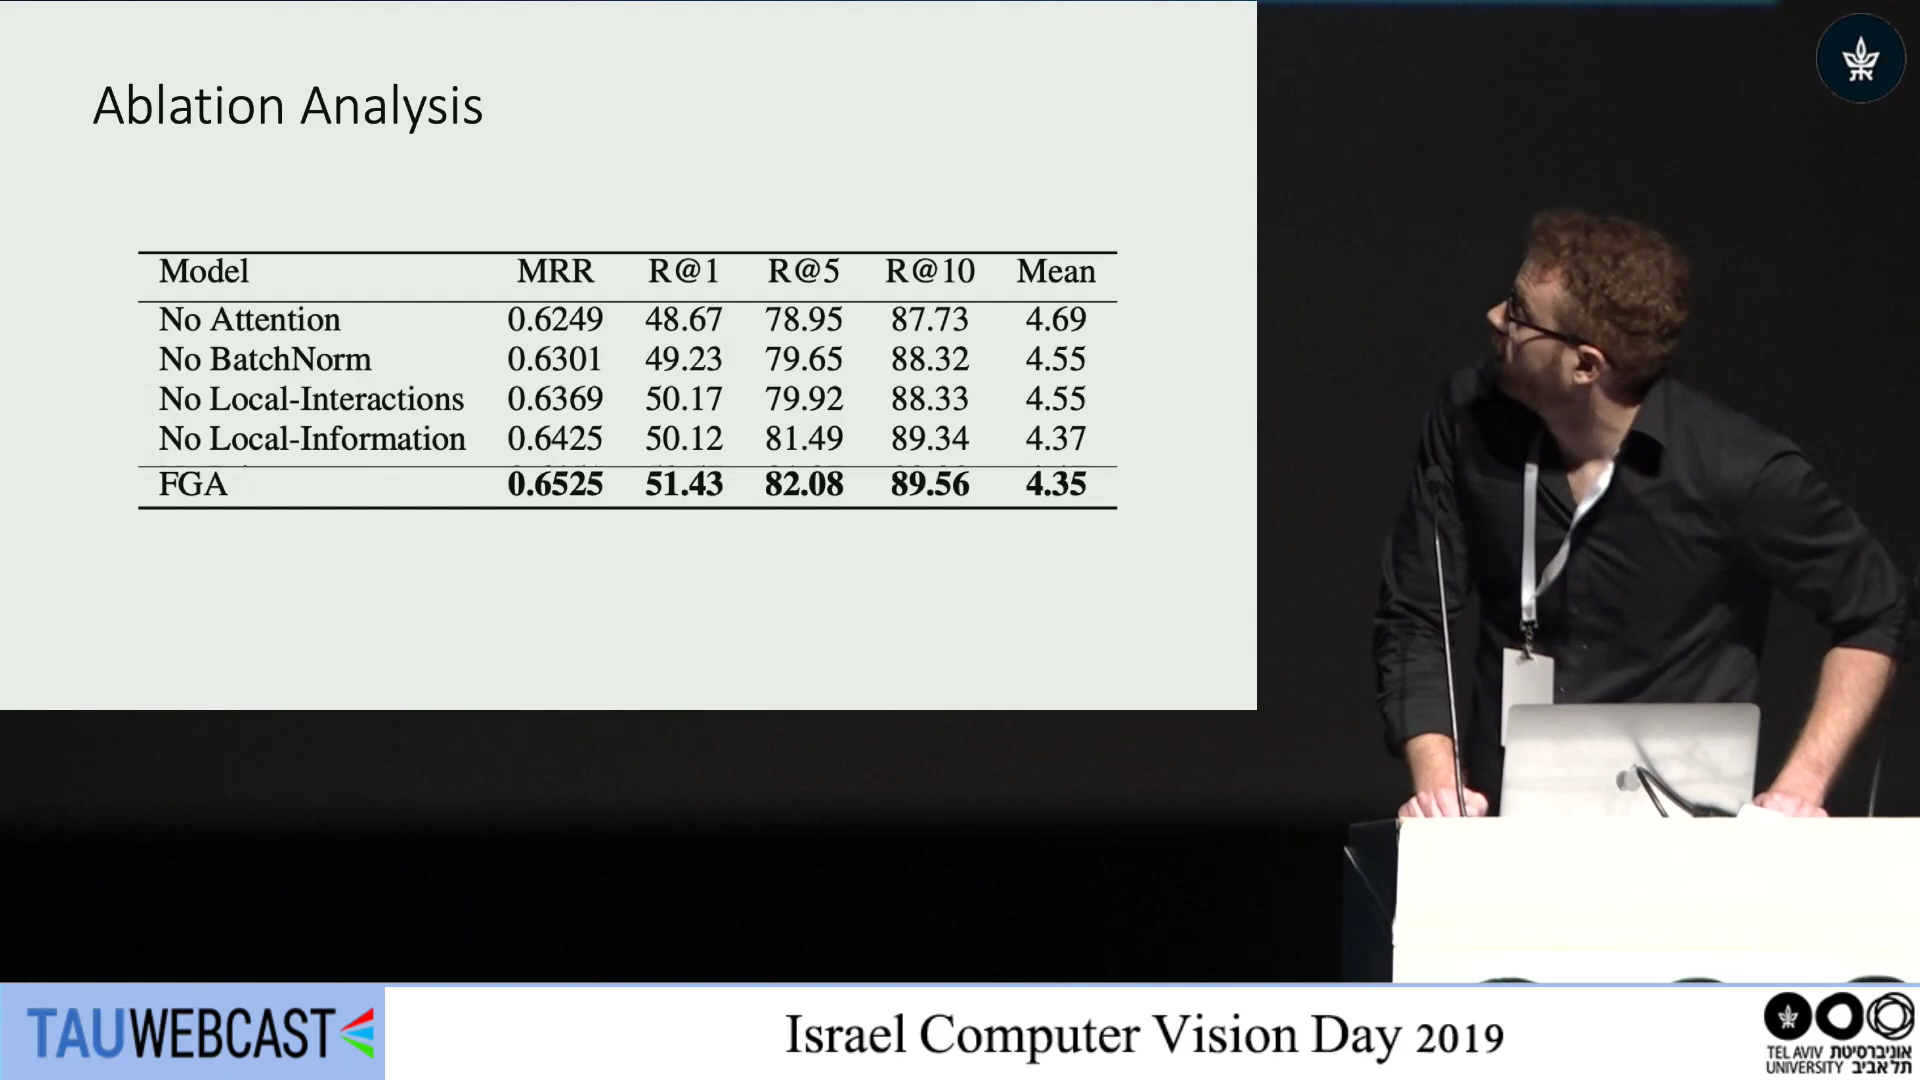 Ablation Analysis
Model MRR R@1 R@5 R@10 Mean
No Attention 0.6249 48.67 78.95 87.73 4.69
No BatchNorm 0.6301 49.23 79.65 88.32 4.55
No Local-Interactions 0.6369 50.17 79.92 88.33 4.55
No Local-Information 0.6425 50.12 81.49 89.34 4.37
FGA 0.6525 51.43 82.08 89.56 4.35
TAUWEBCAST
Israel Computer Vision Day 2019
TEL AVIV אוניברסיטת
UNIVERSITY תל אביב